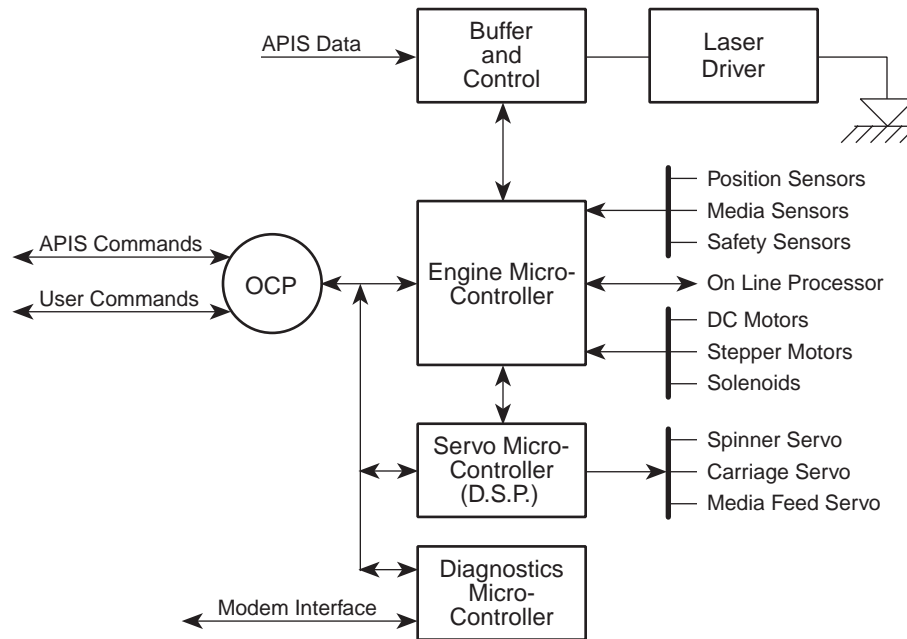 APIS Data
Buffer
and
Control
Laser
Driver
Position Sensors
Media Sensors
Safety Sensors
APIS Commands
User Commands
OCP
Engine Micro-
Controller
On Line Processor
DC Motors
Stepper Motors
Solenoids
Servo Micro-
Controller
(D.S.P.)
Spinner Servo
Carriage Servo
Media Feed Servo
Diagnostics
Micro-
Controller
Modem Interface